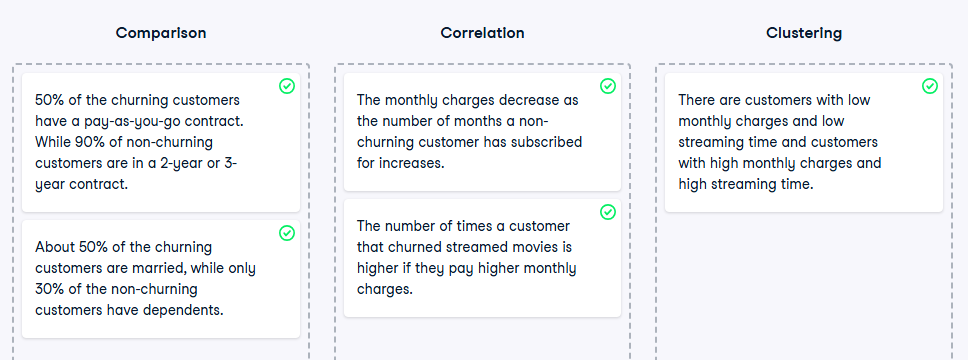 Comparison
50% of the churning customers
have a pay-as-you-go contract.
While 90% of non-churning
customers are in a 2-year or 3-
year contract.
About 50% of the churning
customers are married, while only
30% of the non-churning
customers have dependents.
Correlation
The monthly charges decrease as
the number of months a non-
churning customer has subscribed
for increases.
The number of times a customer
that churned streamed movies is
higher if they pay higher monthly
charges.
Clustering
There are customers with low
monthly charges and low
streaming time and customers
with high monthly charges and
high streaming time.